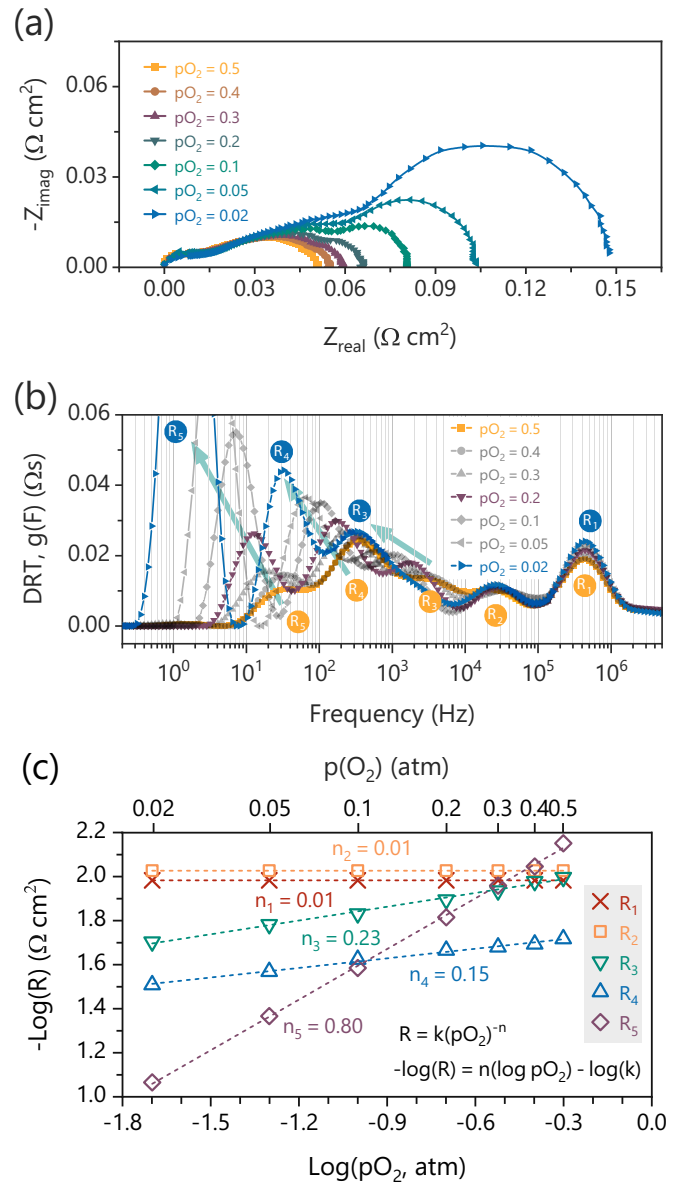 (a)
0.06
0.03
0.00
-Z_imag (Ω cm²)
pO₂ = 0.5
pO₂ = 0.4
pO₂ = 0.3
pO₂ = 0.2
pO₂ = 0.1
pO₂ = 0.05
pO₂ = 0.02
0.00 0.03 0.06 0.09 0.12 0.15
Z_real (Ω cm²)
(b)
0.06
0.04
0.02
0.00
DRT, g(F) (Ωs)
R₅
R₄
R₃
R₁
pO₂ = 0.5
pO₂ = 0.4
pO₂ = 0.3
pO₂ = 0.2
pO₂ = 0.1
pO₂ = 0.05
pO₂ = 0.02
R₅
R₄
R₃
R₂
R₁
10⁰ 10¹ 10² 10³ 10⁴ 10⁵ 10⁶
Frequency (Hz)
(c)
p(O₂) (atm)
0.02 0.05 0.1 0.2 0.3 0.4 0.5
2.2
2.0
1.8
1.6
1.4
1.2
1.0
-Log(R) (Ω cm²)
n₂ = 0.01
n₁ = 0.01
n₃ = 0.23
n₄ = 0.15
n₅ = 0.80
R₁
R₂
R₃
R₄
R₅
R = k(pO₂)⁻ⁿ
-log(R) = n(log pO₂) - log(k)
-1.8 -1.5 -1.2 -0.9 -0.6 -0.3 0.0
Log(pO₂, atm)